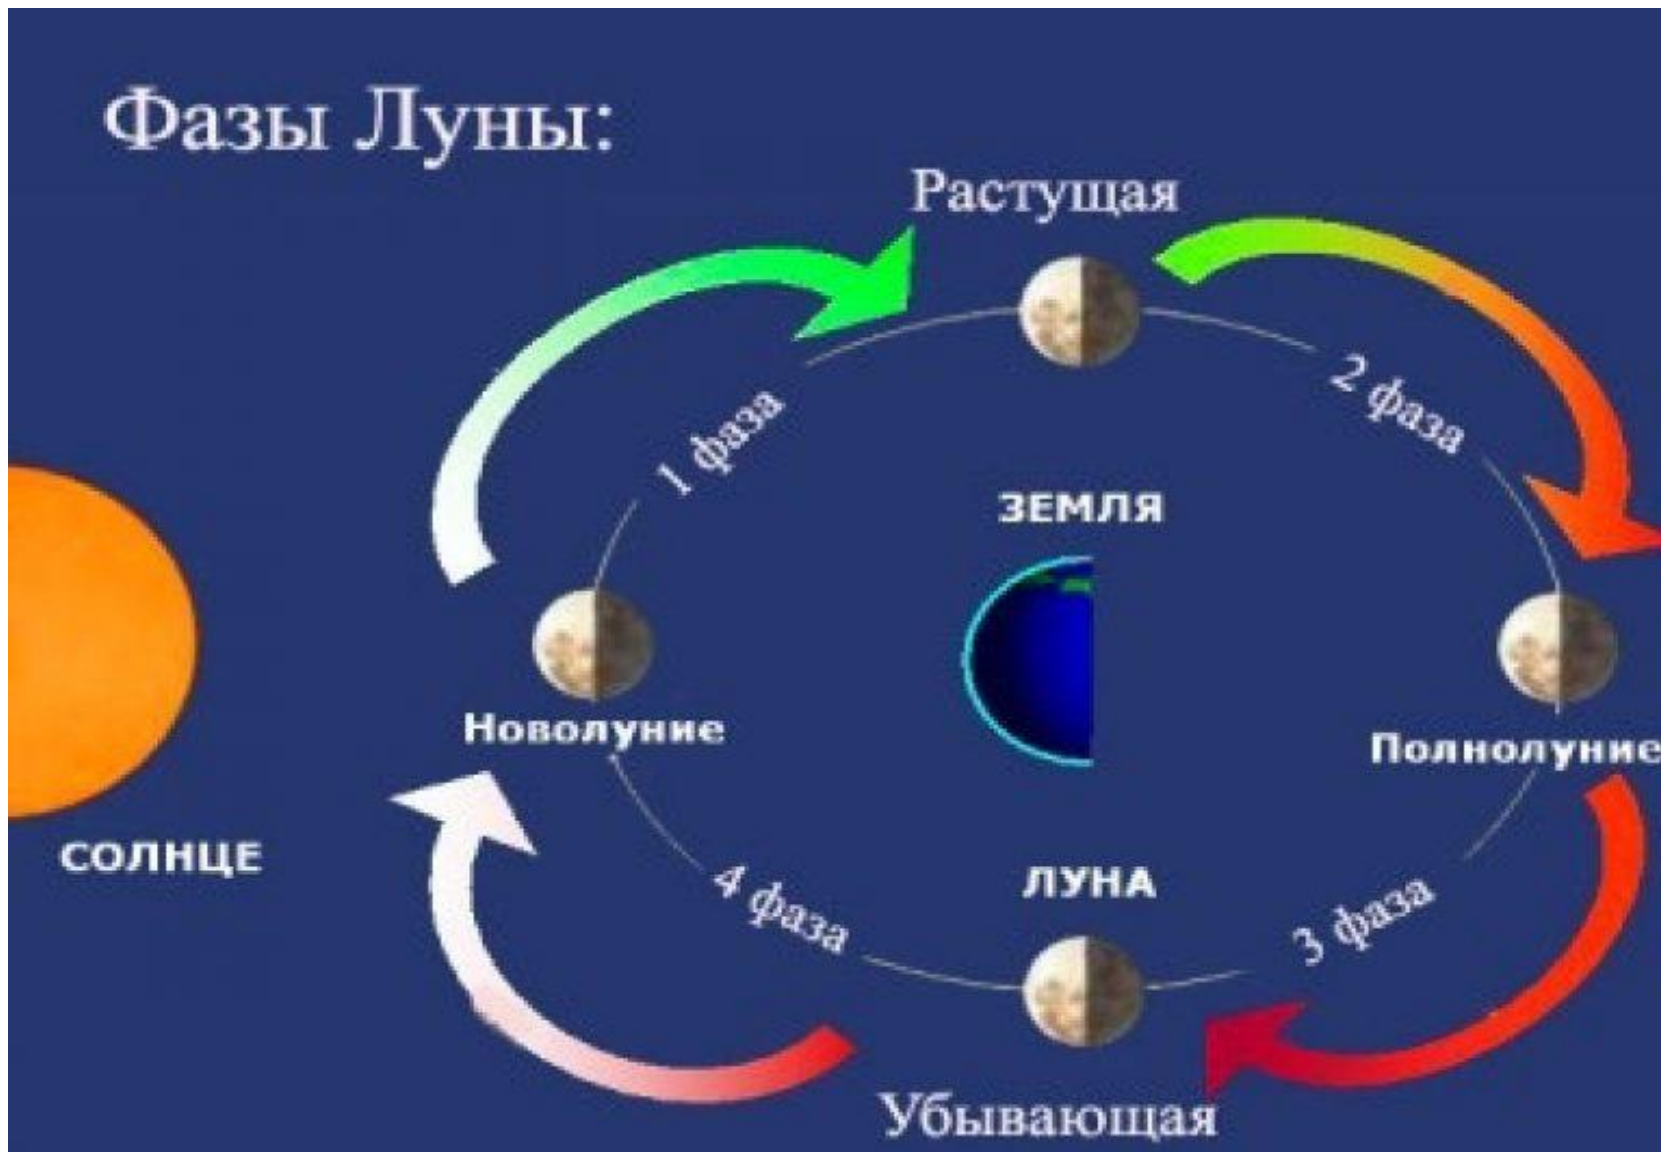 Фазы Луны:
Растущая
1 фаза
2 фаза
ЗЕМЛЯ
Новолуние
Полнолуние
СОЛНЦЕ
ЛУНА
4 фаза
3 фаза
Убывающая